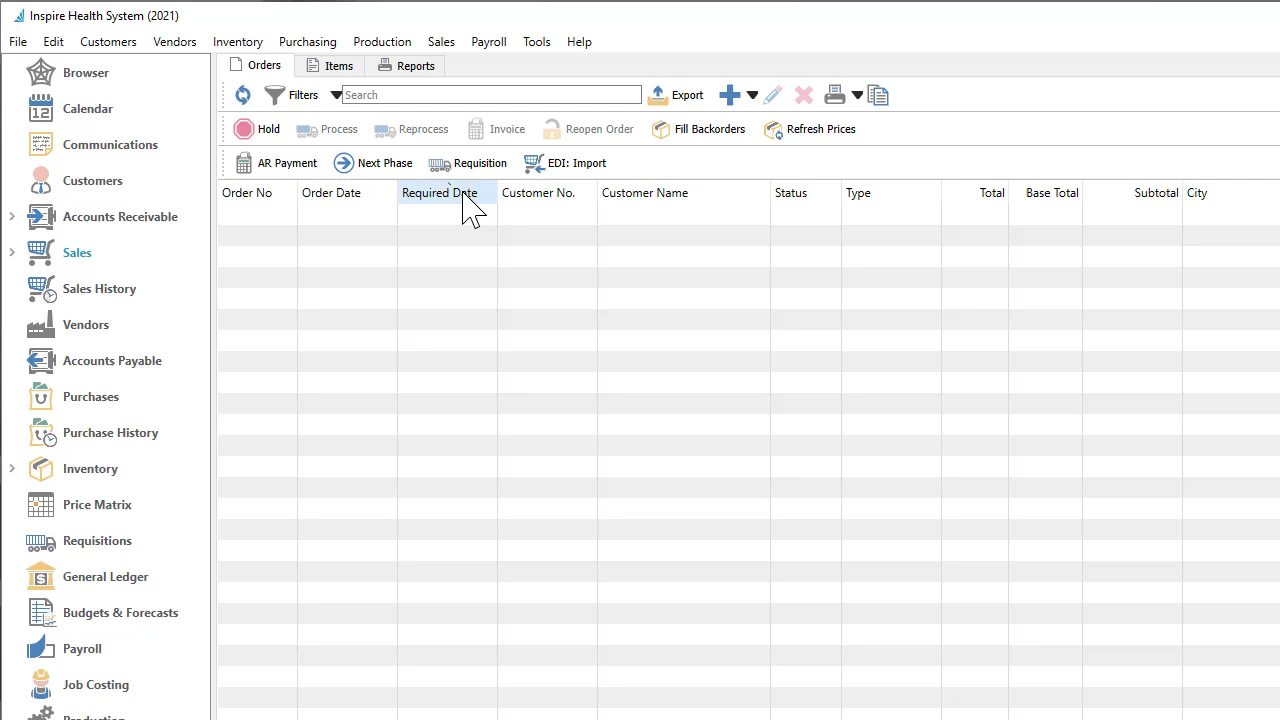 Inspire Health System (2021)
File Edit Customers Vendors Inventory Purchasing Production Sales Payroll Tools Help
Browser
Calendar
12
Communications
Customers
Accounts Receivable
Sales
Sales History
Vendors
Accounts Payable
Purchases
Purchase History
Inventory
Price Matrix
Requisitions
General Ledger
Budgets & Forecasts
Payroll
Job Costing
Production
Orders Items Reports
Filters Search Export
Hold Process Reprocess Invoice Reopen Order Fill Backorders Refresh Prices
AR Payment Next Phase Requisition EDI: Import
Order No Order Date Required Date Customer No. Customer Name Status Type Total Base Total Subtotal City